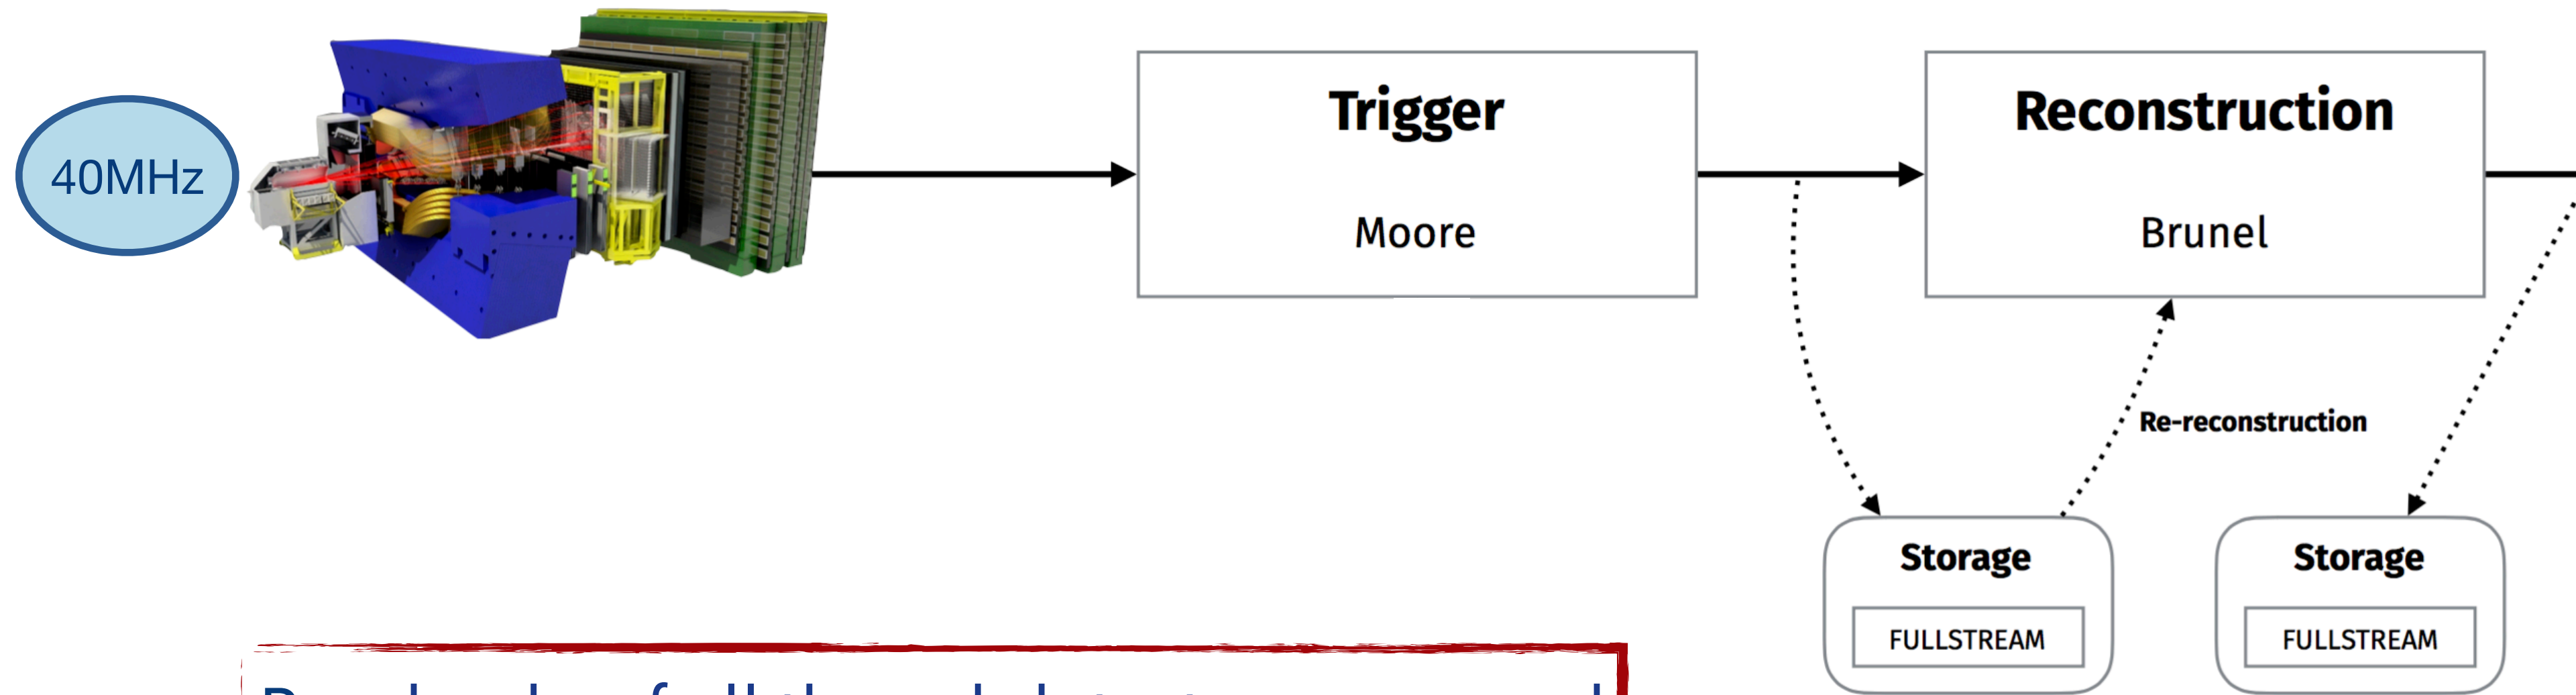 40MHz
Trigger
Moore
Reconstruction
Brunel
Re-reconstruction
Storage
FULLSTREAM
Storage
FULLSTREAM